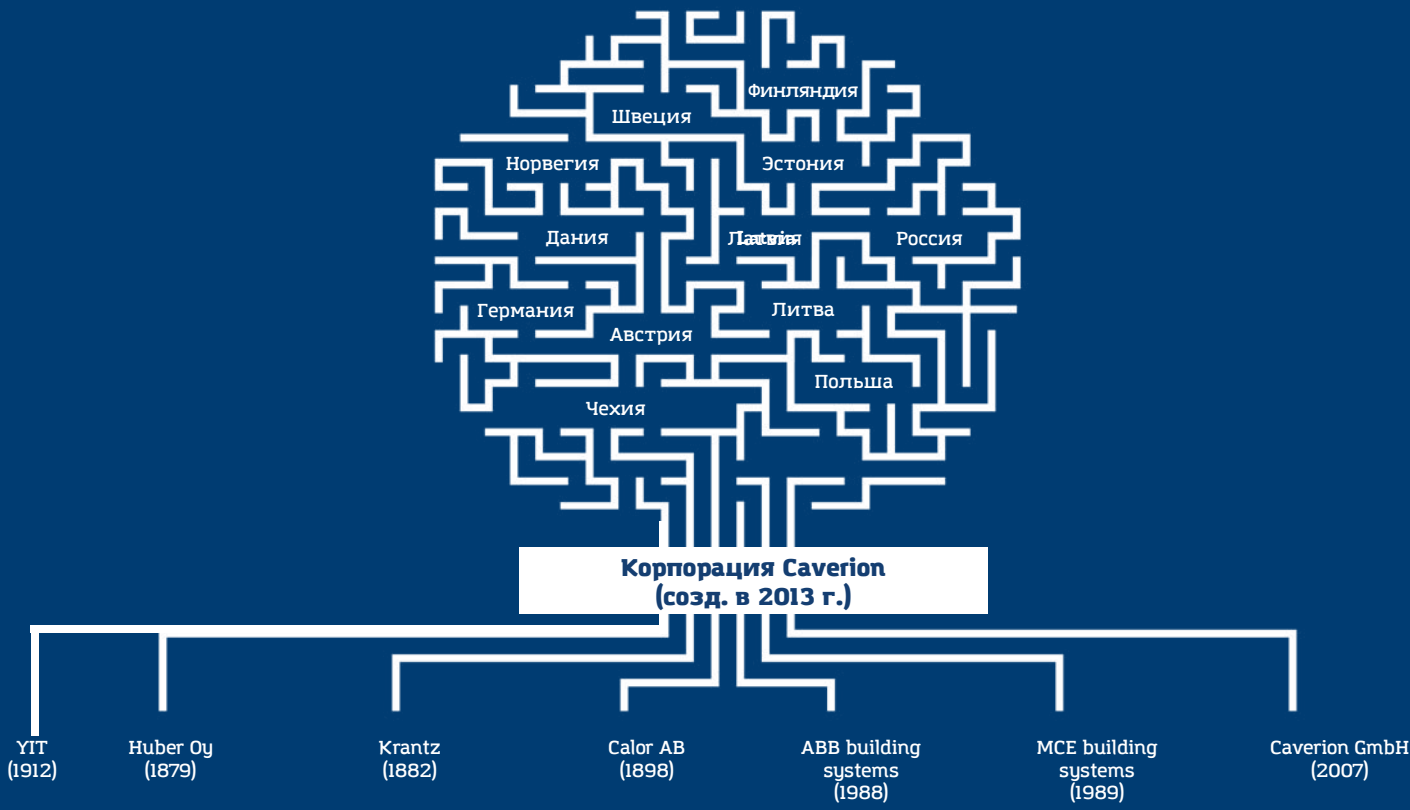 Финляндия
Швеция
Норвегия
Эстония
Дания
Латвия
Россия
Германия
Литва
Австрия
Польша
Чехия
Корпорация Caverion
(созд. в 2013 г.)
YIT
(1912)
Huber Oy
(1879)
Krantz
(1882)
Calor AB
(1898)
ABB building
systems
(1988)
MCE building
systems
(1989)
Caverion GmbH
(2007)